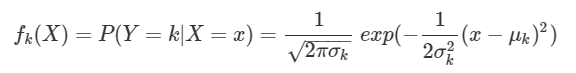 f_k(X) = P(Y = k|X = x) = \frac{1}{\sqrt{2\pi\sigma_k}} exp(-\frac{1}{2\sigma_k^2}(x - \mu_k)^2)